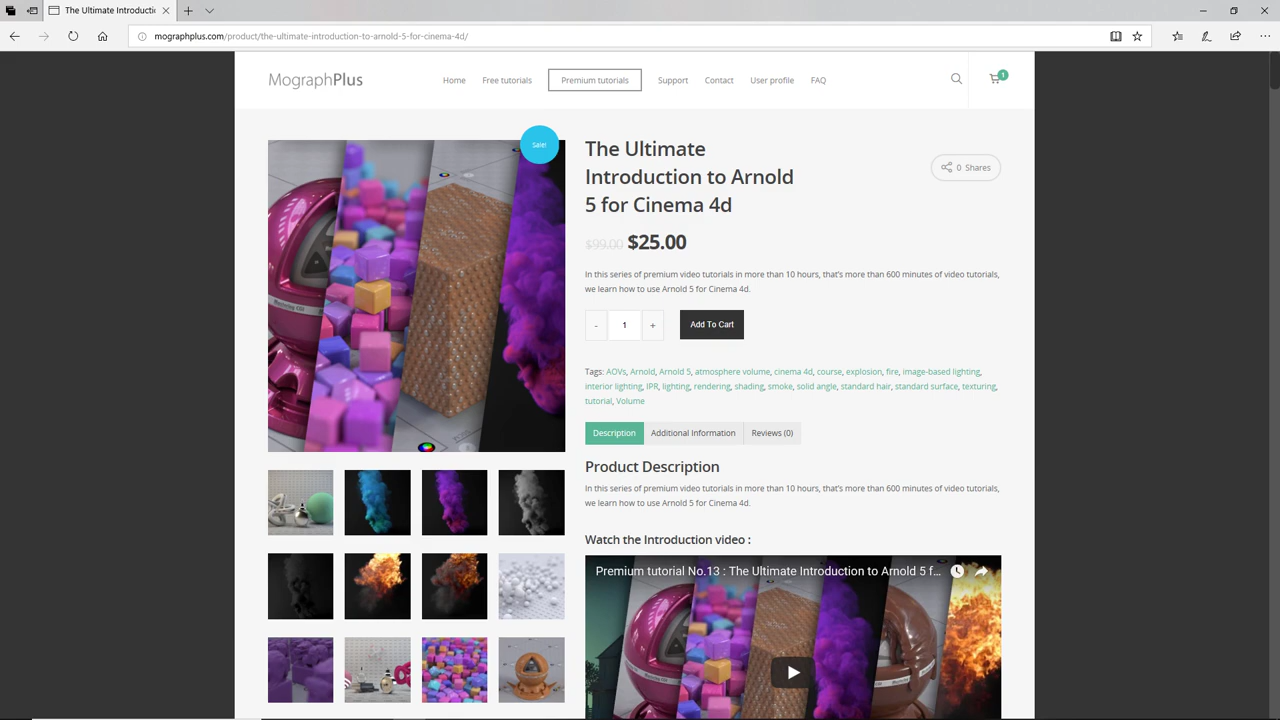 The Ultimate Introductio
mographplus.com/product/the-ultimate-introduction-to-arnold-5-for-cinema-4d/
MographPlus
Home
Free tutorials
Premium tutorials
Support
Contact
User profile
FAQ
1
Sale!
The Ultimate
Introduction to Arnold
5 for Cinema 4d
0 Shares
$99.00 $25.00
In this series of premium video tutorials in more than 10 hours, that's more than 600 minutes of video tutorials,
we learn how to use Arnold 5 for Cinema 4d.
- 1 +
Add To Cart
Tags: AOVs, Arnold, Arnold 5, atmosphere volume, cinema 4d, course, explosion, fire, image-based lighting,
interior lighting, IPR, lighting, rendering, shading, smoke, solid angle, standard hair, standard surface, texturing,
tutorial, Volume
Description
Additional Information
Reviews (0)
Product Description
In this series of premium video tutorials in more than 10 hours, that's more than 600 minutes of video tutorials,
we learn how to use Arnold 5 for Cinema 4d.
Watch the Introduction video :
Premium tutorial No.13 : The Ultimate Introduction to Arnold 5 f...